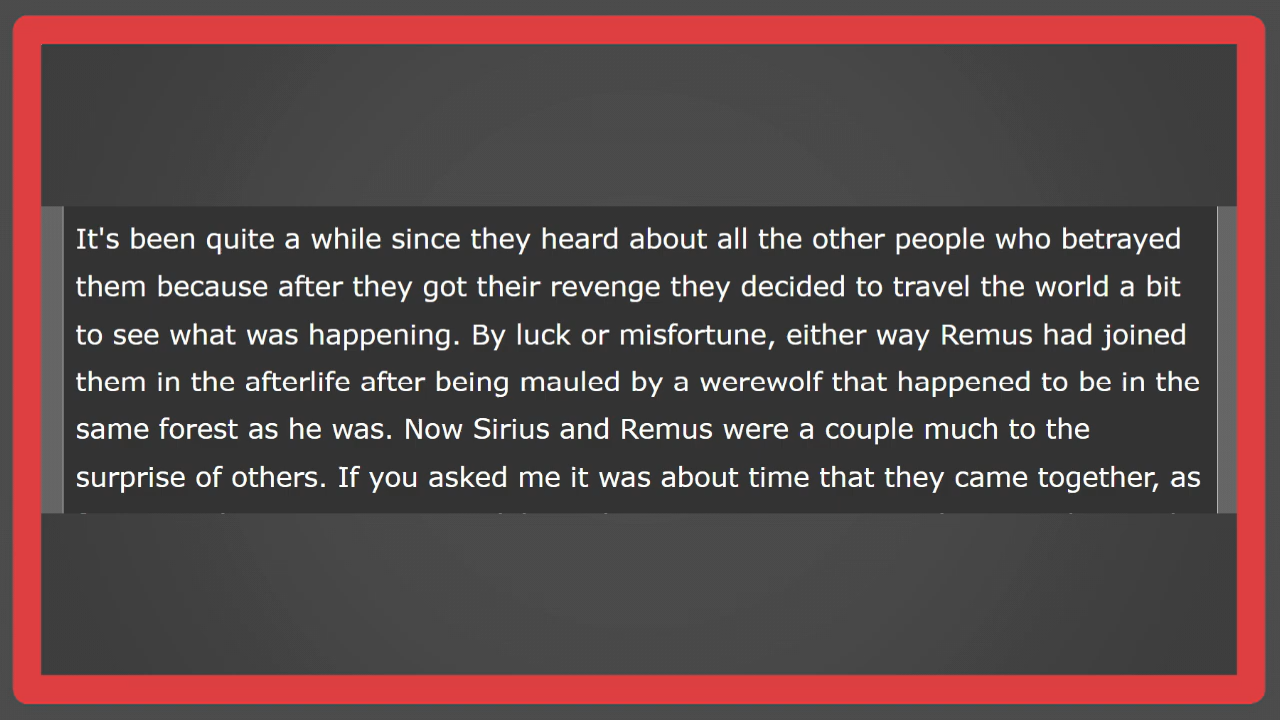 It's been quite a while since they heard about all the other people who betrayed
them because after they got their revenge they decided to travel the world a bit
to see what was happening. By luck or misfortune, either way Remus had joined
them in the afterlife after being mauled by a werewolf that happened to be in the
same forest as he was. Now Sirius and Remus were a couple much to the
surprise of others. If you asked me it was about time that they came together, as